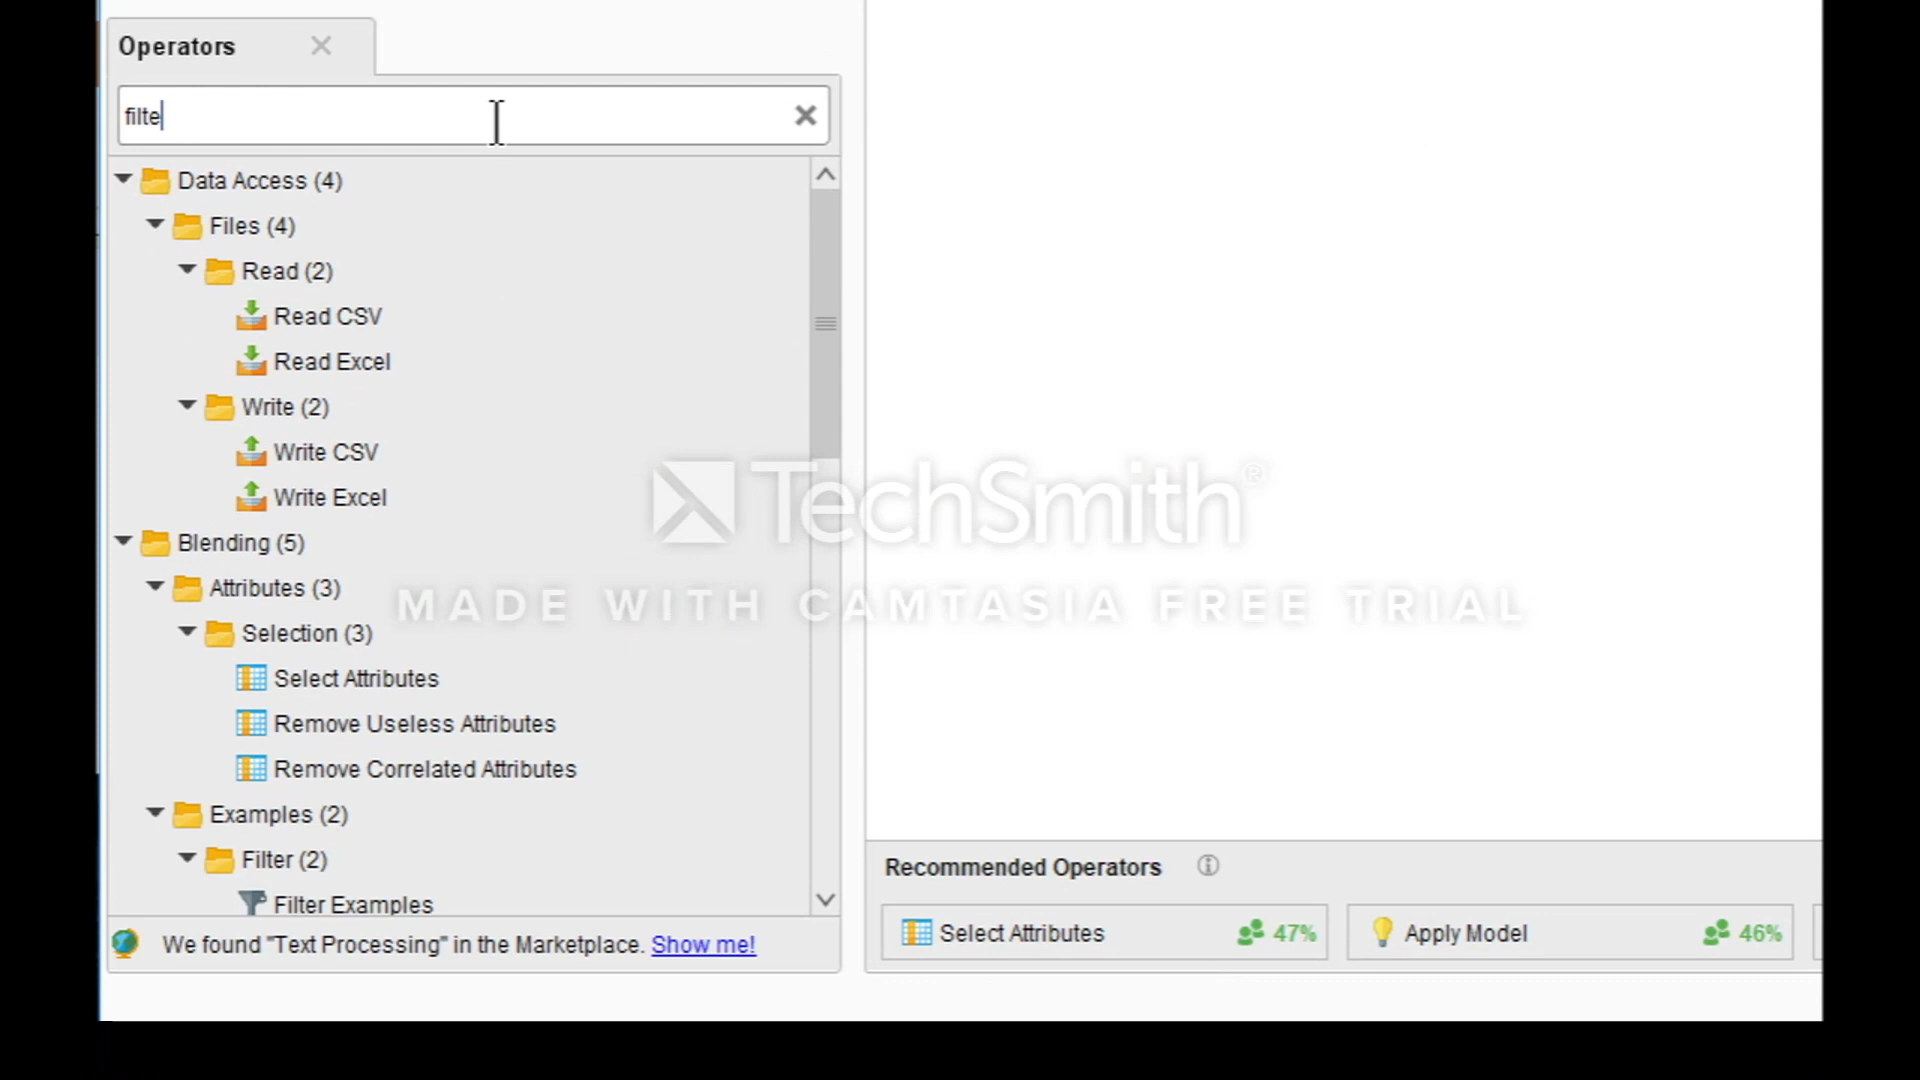 Operators
filte
Data Access (4)
Files (4)
Read (2)
Read CSV
Read Excel
Write (2)
Write CSV
Write Excel
Blending (5)
Attributes (3)
Selection (3)
Select Attributes
Remove Useless Attributes
Remove Correlated Attributes
Examples (2)
Filter (2)
Filter Examples
We found "Text Processing" in the Marketplace. Show me!
TechSmith®
MADE WITH CAMTASIA FREE TRIAL
Recommended Operators
Select Attributes 47%
Apply Model 46%